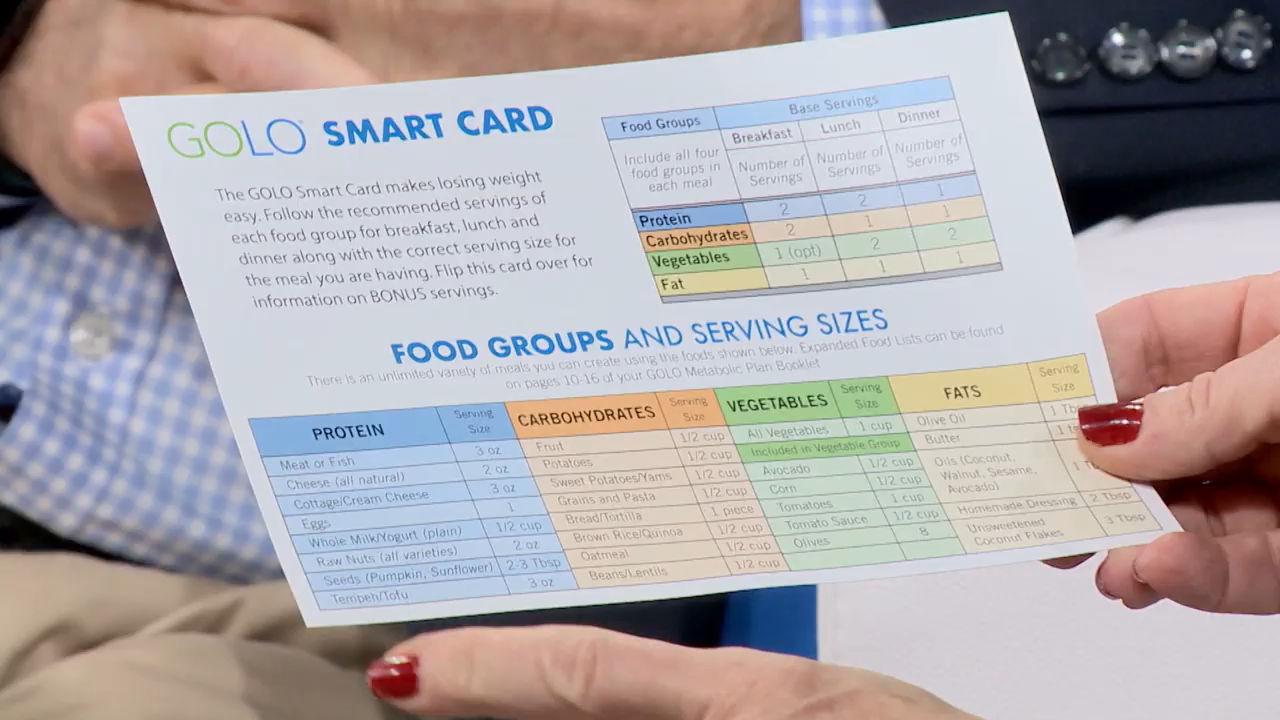 GOLO SMART CARD
The GOLO Smart Card makes losing weight
easy. Follow the recommended servings of
each food group for breakfast, lunch and
dinner along with the correct serving size for
the meal you are having. Flip this card over for
information on BONUS servings.
Food Groups Base Servings
Include all four food groups in each meal
Breakfast Lunch Dinner
Number of Servings Number of Servings Number of Servings
Protein 2 2 1
Carbohydrates 2 1 1
Vegetables 1 (opt) 2 2
Fat 1 1 1
FOOD GROUPS AND SERVING SIZES
There is an unlimited variety of meals you can create using the foods shown below. Expanded Food Lists can be found
on pages 10-16 of your GOLO Metabolic Plan Booklet
PROTEIN Serving Size
Meat or Fish 3 oz
Cheese (all natural) 2 oz
Cottage/Cream Cheese 3 oz
Eggs 1
Whole Milk/Yogurt (plain) 1/2 cup
Raw Nuts (all varieties) 2 oz
Seeds (Pumpkin, Sunflower) 2-3 Tbsp
Tempeh/Tofu 3 oz
CARBOHYDRATES Serving Size
Fruit 1/2 cup
Potatoes 1/2 cup
Sweet Potatoes/Yams 1/2 cup
Grains and Pasta 1/2 cup
Bread/Tortilla 1 piece
Brown Rice/Quinoa 1/2 cup
Oatmeal 1/2 cup
Beans/Lentils 1/2 cup
VEGETABLES Serving Size
All Vegetables 1 cup
Included in Vegetable Group
Avocado 1/2 cup
Corn 1/2 cup
Tomatoes 1 cup
Tomato Sauce 1/2 cup
Olives 8
FATS Serving Size
Olive Oil 1
Butter 1
Oils (Coconut, Walnut, Sesame, Avocado) 1
Homemade Dressing 2 Tbsp
Unsweetened Coconut Flakes 3 Tbsp